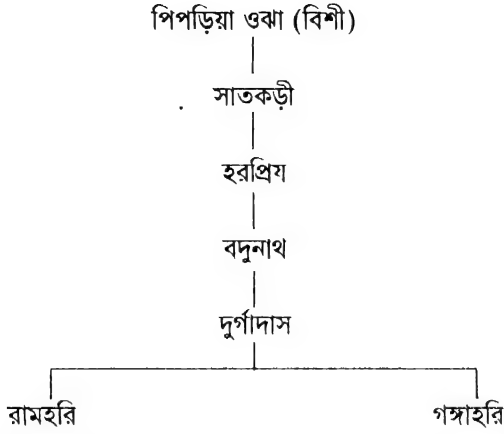 পিপড়িয়া ওঝা (বিশী)
সাতকড়ী
হরপ্রিয
বদুনাথ
দুর্গাদাস
রামহরি গঙ্গাহরি